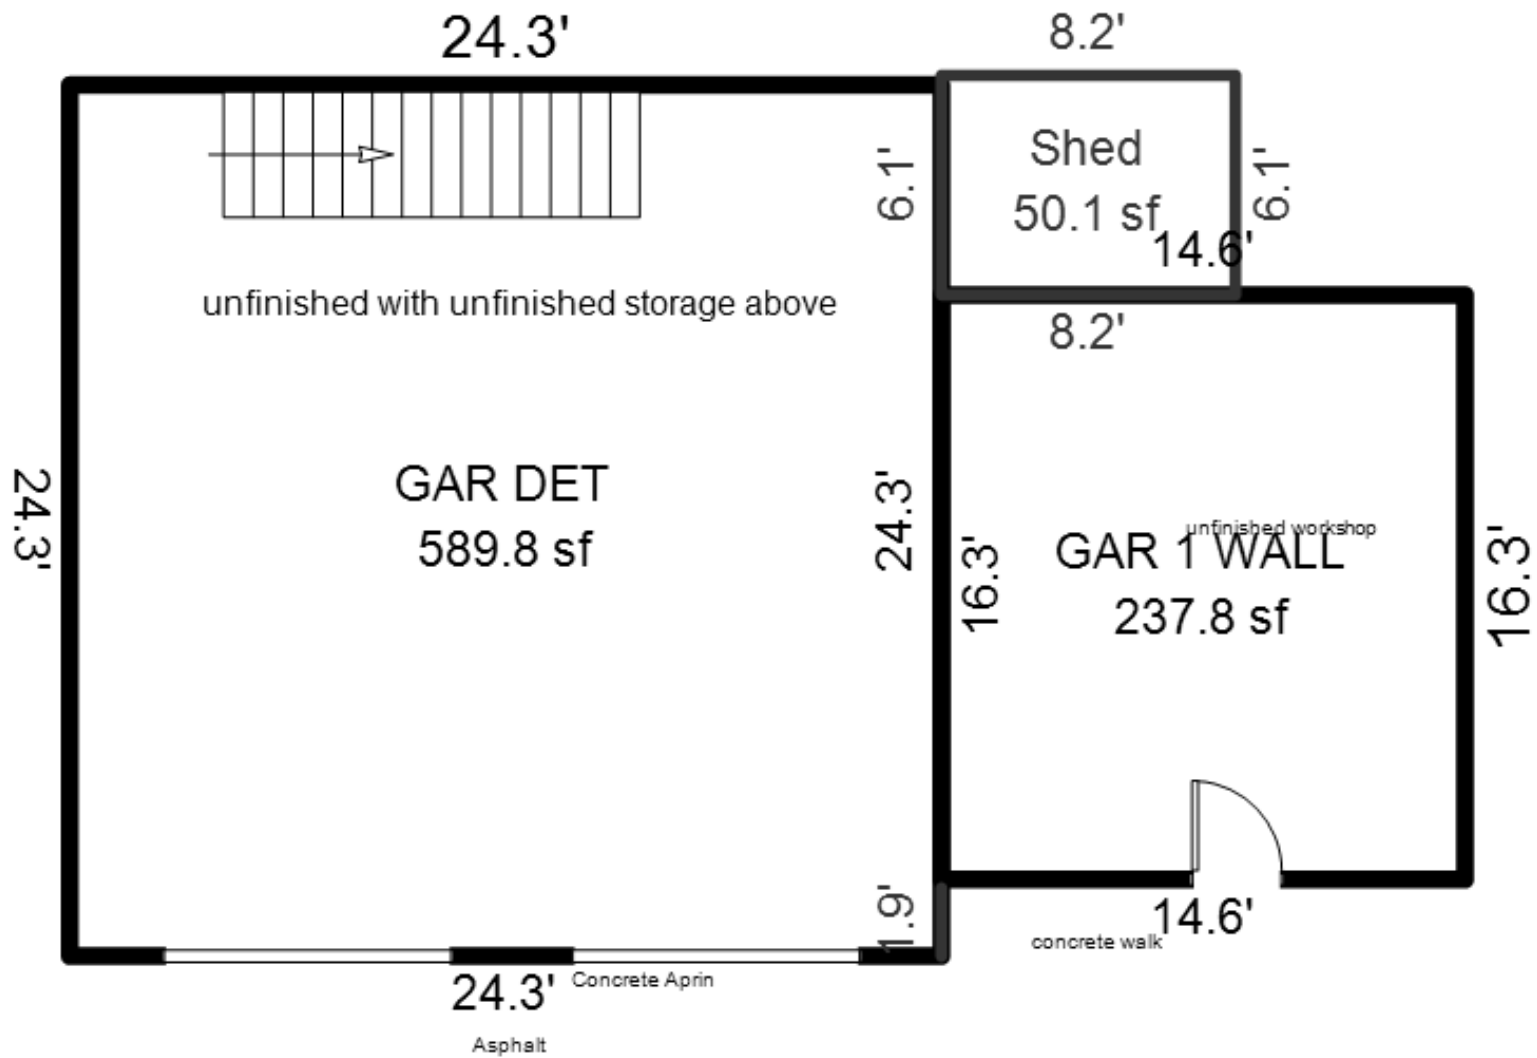 24.3'
8.2'
6.1'
Shed
50.1 sf
6.1'
14.6'
unfinished with unfinished storage above
8.2'
24.3'
GAR DET
589.8 sf
24.3'
16.3'
unfinished workshop
GAR 1 WALL
237.8 sf
16.3'
1.9'
14.6'
concrete walk
24.3'
Concrete Aprin
Asphalt